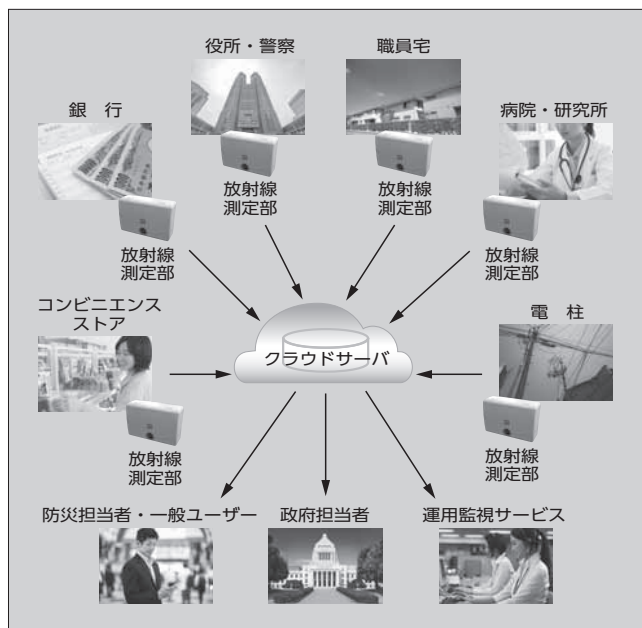 役所・警察
職員宅
銀　行
病院・研究所
放射線
測定部
放射線
測定部
放射線
測定部
放射線
測定部
コンビニエンス
ストア
電　柱
クラウドサーバ
放射線
測定部
放射線
測定部
防災担当者・一般ユーザー
政府担当者
運用監視サービス